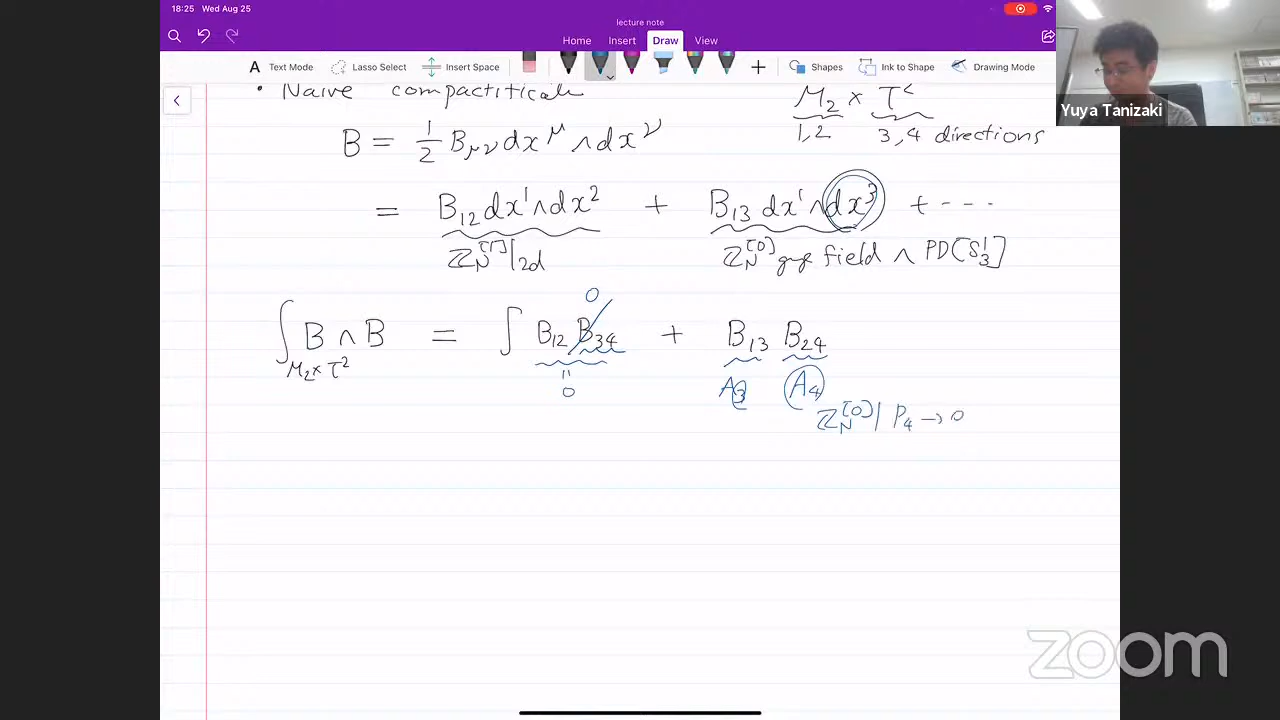 18:25 Wed Aug 25
lecture note
Home Insert Draw View
Text Mode Lasso Select Insert Space + Shapes Ink to Shape Drawing Mode
Yuya Tanizaki
• Naive
M₂ × T²
1,2 3,4 directions
B = 1/2 B_μν dx^μ ∧ dx^ν
= B₁₂ dx¹∧dx² + B₁₃ dx¹∧dx³ + ----
ℤ_N^[1]|_2d ℤ_N^[0] field ∧ PD[S¹₃]
∫_{M₂×T²} B ∧ B = ∫ B₁₂ B₃₄ + B₁₃ B₂₄
0
" 0 A₃ A₄
ℤ_N^[0] | P₄ → 0
zoom